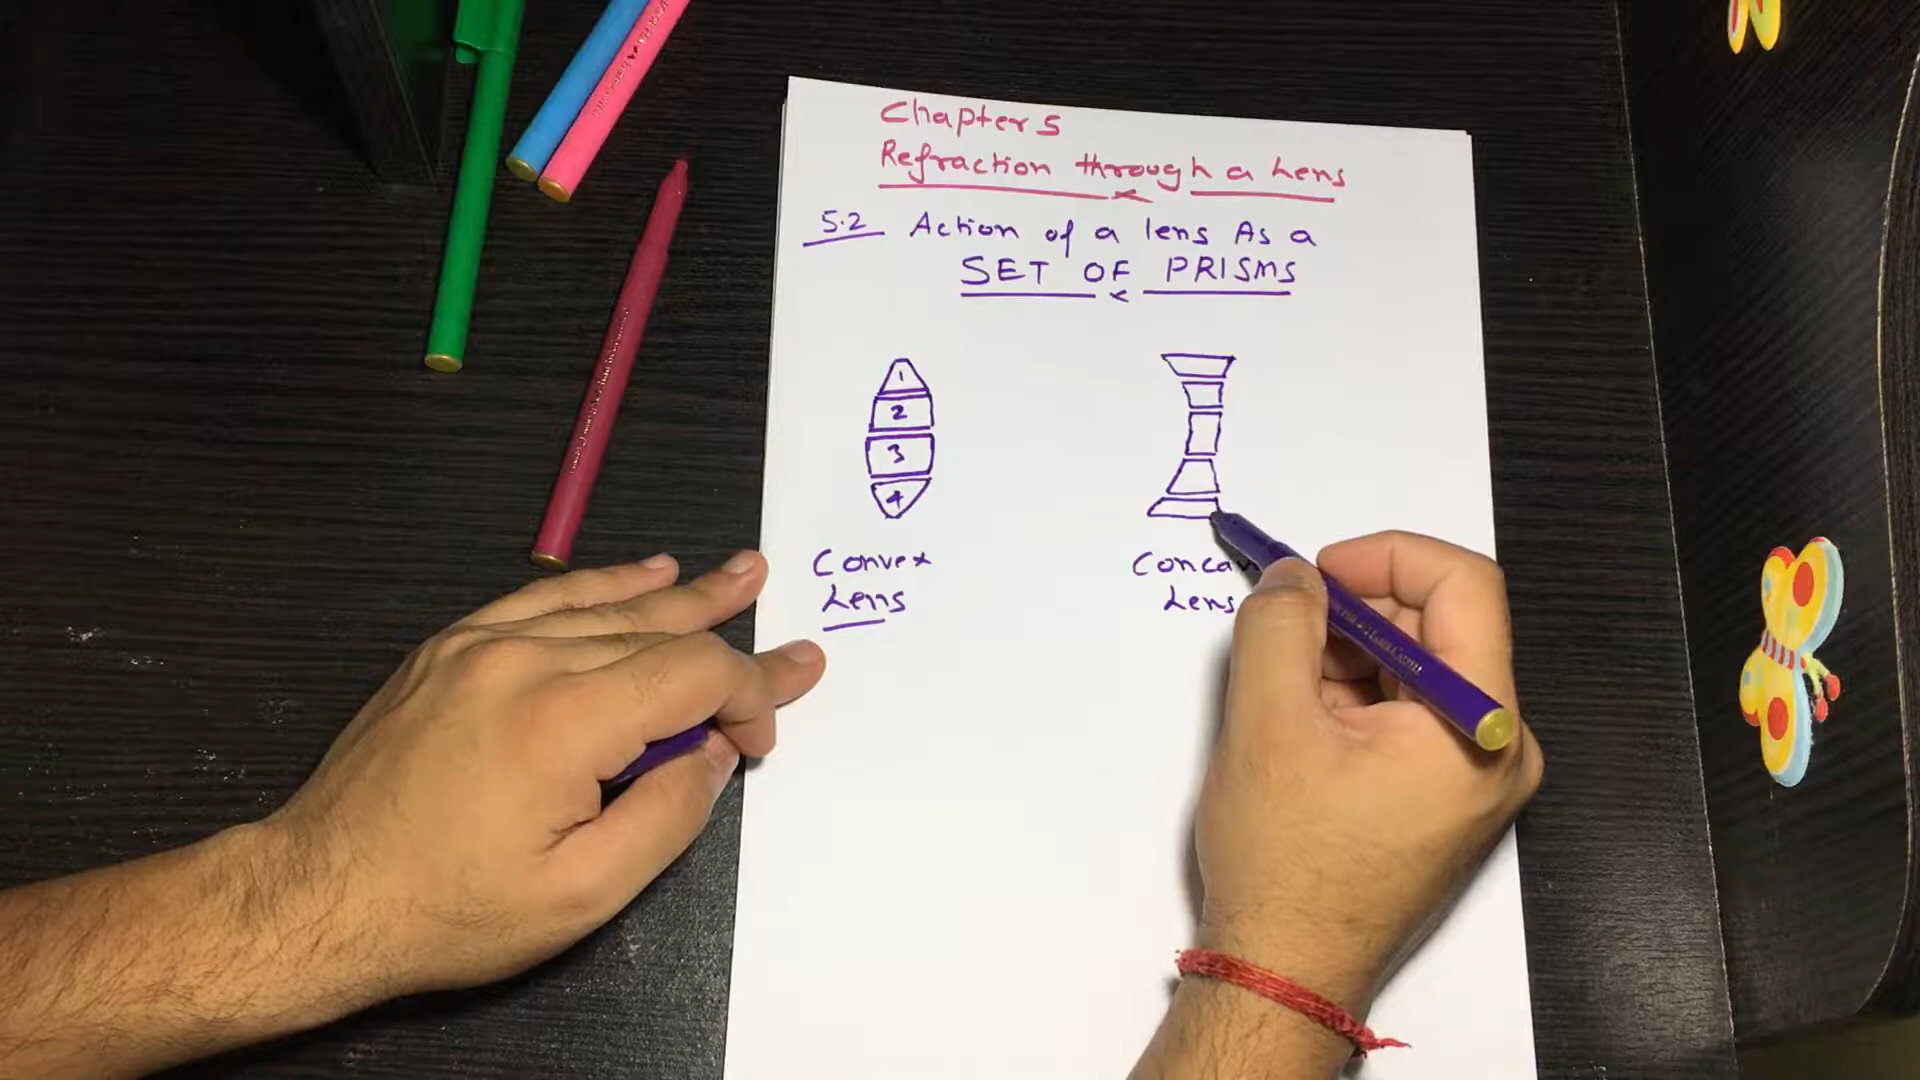 Chapter 5
Refraction through a Lens
5.2 Action of a lens As a
SET OF PRISMS
1
2
3
4
Convex
Lens
Lens